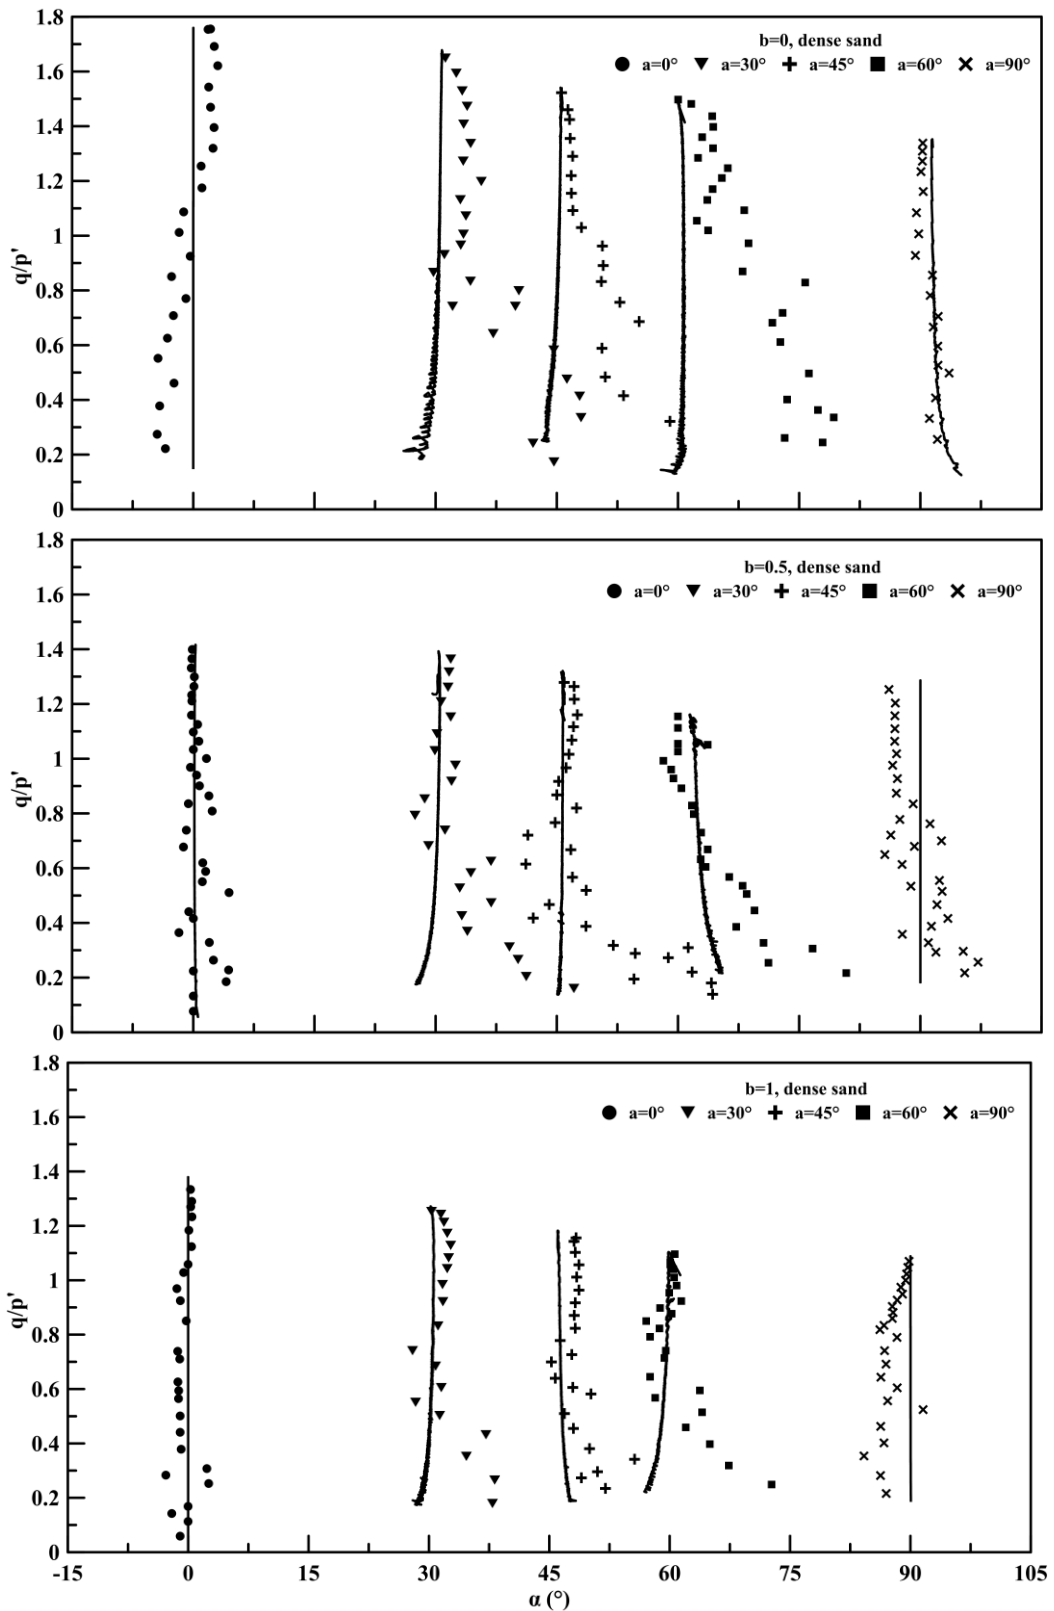 b=0, dense sand
● a=0° ▼ a=30° + a=45° ■ a=60° × a=90°
1.8
1.6
1.4
1.2
1
0.8
0.6
0.4
0.2
0
q/p'
b=0.5, dense sand
● a=0° ▼ a=30° + a=45° ■ a=60° × a=90°
1.8
1.6
1.4
1.2
1
0.8
0.6
0.4
0.2
0
q/p'
b=1, dense sand
● a=0° ▼ a=30° + a=45° ■ a=60° × a=90°
1.8
1.6
1.4
1.2
1
0.8
0.6
0.4
0.2
0
q/p'
-15 0 15 30 45 60 75 90 105
α (°)